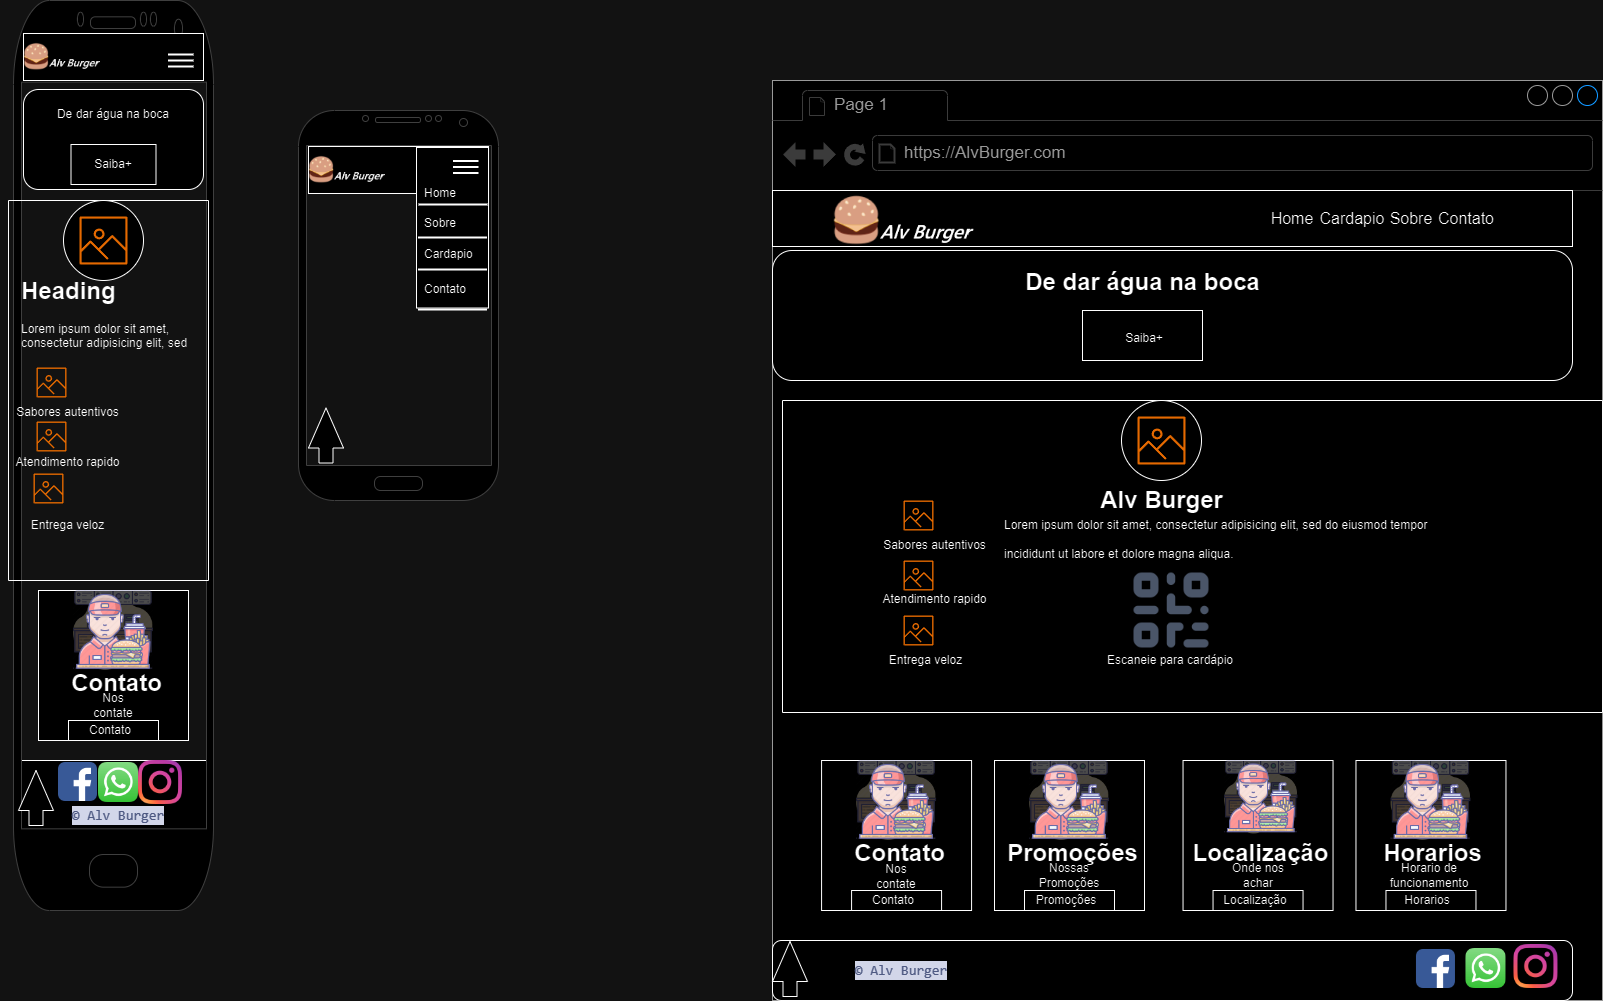 Alv Burger
De dar água na boca
Saiba+
Heading
Lorem ipsum dolor sit amet,
consectetur adipisicing elit, sed
Sabores autentivos
Atendimento rapido
Entrega veloz
Contato
Nos
contate
Contato
© Alv Burger
Alv Burger
Home
Sobre
Cardapio
Contato
Page 1
https://AlvBurger.com
Alv Burger
Home Cardapio Sobre Contato
De dar água na boca
Saiba+
Alv Burger
Lorem ipsum dolor sit amet, consectetur adipisicing elit, sed do eiusmod tempor
incididunt ut labore et dolore magna aliqua.
Sabores autentivos
Atendimento rapido
Entrega veloz
Escaneie para cardápio
Contato
Nos
contate
Contato
Promoções
Nossas
Promoções
Promoções
Localização
Onde nos
achar
Localização
Horarios
Horario de
funcionamento
Horarios
© Alv Burger